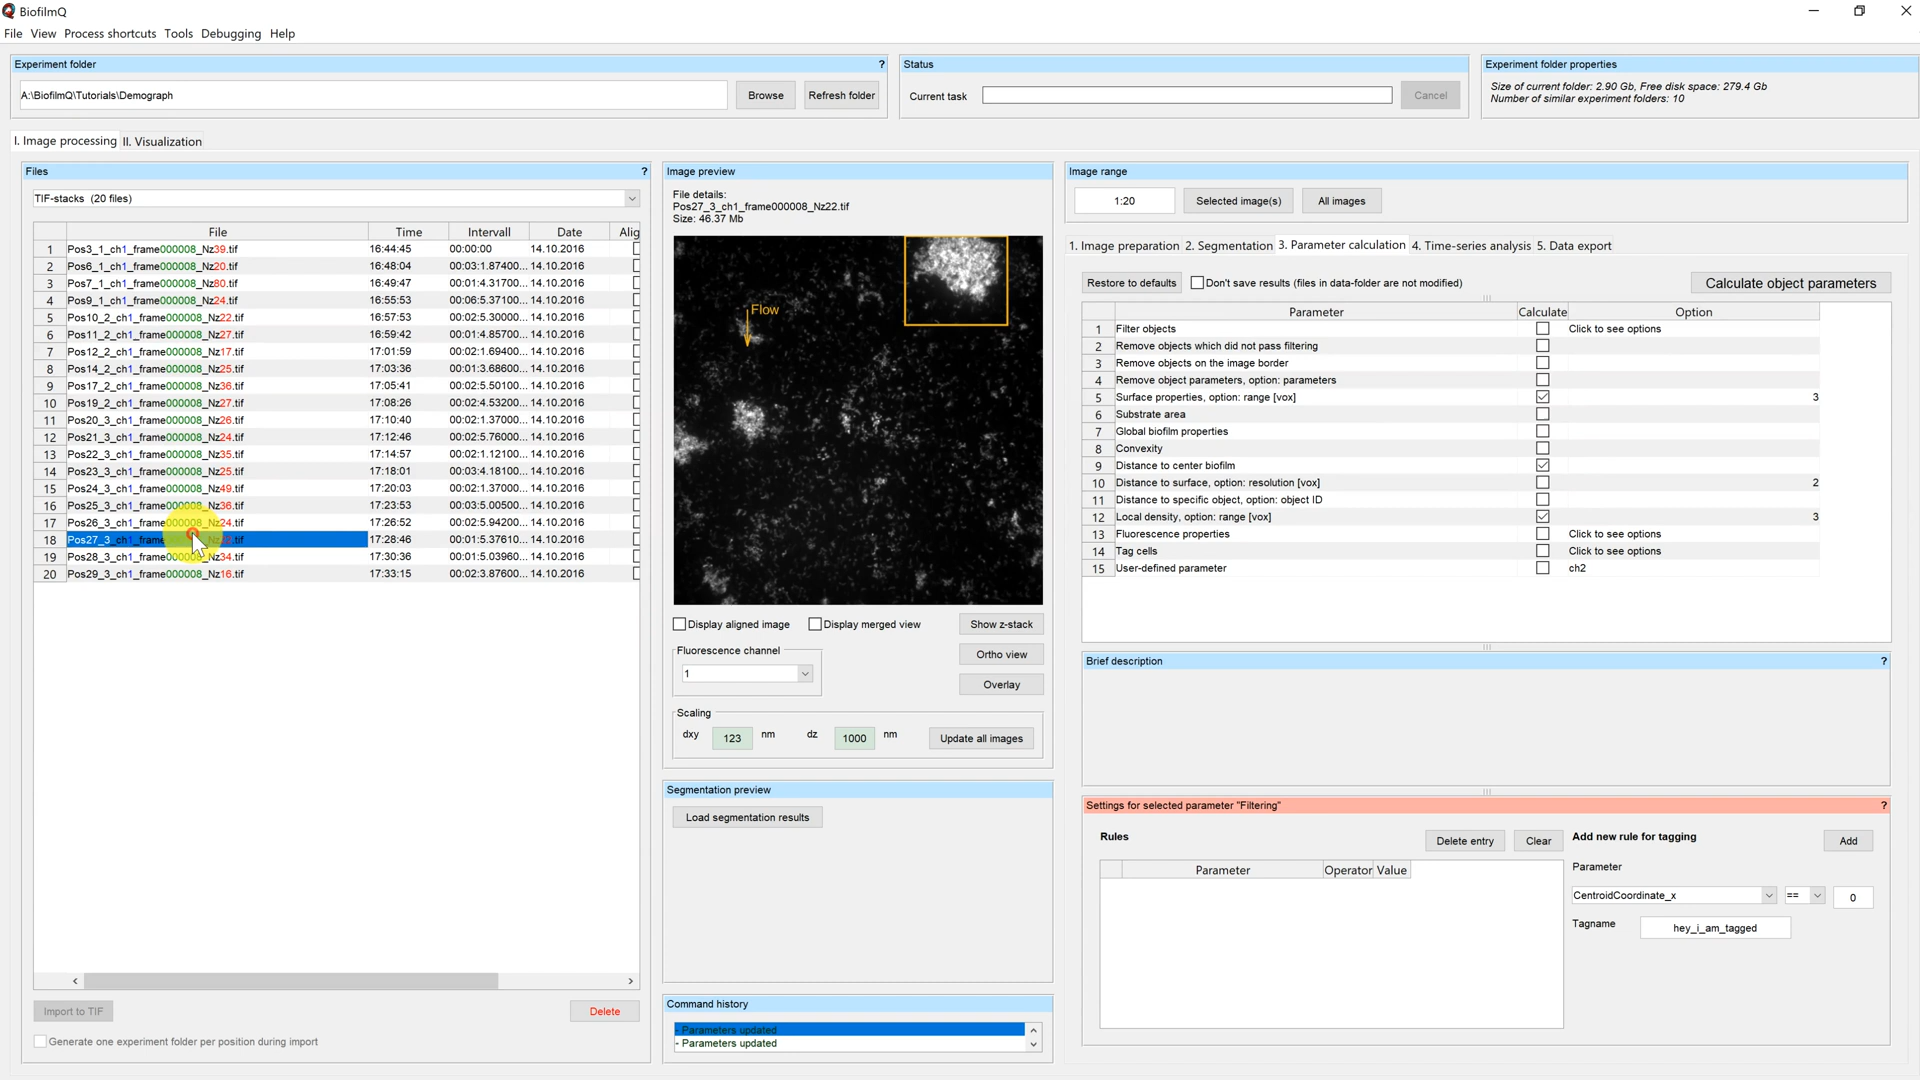 BiofilmQ
File View Process shortcuts Tools Debugging Help
Experiment folder ?
A:\BiofilmQ\Tutorials\Demograph Browse Refresh folder
Status
Current task Cancel
Experiment folder properties
Size of current folder: 2.90 Gb, Free disk space: 279.4 Gb
Number of similar experiment folders: 10
I. Image processing II. Visualization
Files ?
TIF-stacks (20 files)
File Time Intervall Date Alig
1 Pos3_1_ch1_frame000008_Nz39.tif 16:44:45 00:00:00 14.10.2016
2 Pos6_1_ch1_frame000008_Nz20.tif 16:48:04 00:03:1.87400... 14.10.2016
3 Pos7_1_ch1_frame000008_Nz80.tif 16:49:47 00:01:4.31700... 14.10.2016
4 Pos9_1_ch1_frame000008_Nz24.tif 16:55:53 00:06:5.37100... 14.10.2016
5 Pos10_2_ch1_frame000008_Nz22.tif 16:57:53 00:02:5.30000... 14.10.2016
6 Pos11_2_ch1_frame000008_Nz27.tif 16:59:42 00:01:4.85700... 14.10.2016
7 Pos12_2_ch1_frame000008_Nz17.tif 17:01:59 00:02:1.69400... 14.10.2016
8 Pos14_2_ch1_frame000008_Nz25.tif 17:03:36 00:01:3.68600... 14.10.2016
9 Pos17_2_ch1_frame000008_Nz36.tif 17:05:41 00:02:5.50100... 14.10.2016
10 Pos19_2_ch1_frame000008_Nz27.tif 17:08:26 00:02:4.53200... 14.10.2016
11 Pos20_3_ch1_frame000008_Nz26.tif 17:10:40 00:02:1.37000... 14.10.2016
12 Pos21_3_ch1_frame000008_Nz24.tif 17:12:46 00:02:5.76000... 14.10.2016
13 Pos22_3_ch1_frame000008_Nz35.tif 17:14:57 00:02:1.12100... 14.10.2016
14 Pos23_3_ch1_frame000008_Nz25.tif 17:18:01 00:03:4.18100... 14.10.2016
15 Pos24_3_ch1_frame000008_Nz49.tif 17:20:03 00:02:1.37000... 14.10.2016
16 Pos25_3_ch1_frame000008_Nz36.tif 17:23:53 00:03:5.00500... 14.10.2016
17 Pos26_3_ch1_frame000008_Nz24.tif 17:26:52 00:02:5.94200... 14.10.2016
18 Pos27_3_ch1_frame 17:28:46 00:01:5.37610... 14.10.2016
19 Pos28_3_ch1_frame000008_Nz34.tif 17:30:36 00:01:5.03960... 14.10.2016
20 Pos29_3_ch1_frame000008_Nz16.tif 17:33:15 00:02:3.87600... 14.10.2016
Import to TIF Delete
Generate one experiment folder per position during import
Image preview
File details:
Pos27_3_ch1_frame000008_Nz22.tif
Size: 46.37 Mb
Flow
Display aligned image Display merged view Show z-stack
Fluorescence channel
1
Ortho view
Overlay
Scaling
dxy 123 nm dz 1000 nm Update all images
Segmentation preview
Load segmentation results
Command history
- Parameters updated
- Parameters updated
Image range
1:20 Selected image(s) All images
1. Image preparation 2. Segmentation 3. Parameter calculation 4. Time-series analysis 5. Data export
Restore to defaults Don't save results (files in data-folder are not modified) Calculate object parameters
Parameter Calculate Option
1 Filter objects Click to see options
2 Remove objects which did not pass filtering
3 Remove objects on the image border
4 Remove object parameters, option: parameters
5 Surface properties, option: range [vox] 3
6 Substrate area
7 Global biofilm properties
8 Convexity
9 Distance to center biofilm
10 Distance to surface, option: resolution [vox] 2
11 Distance to specific object, option: object ID
12 Local density, option: range [vox] 3
13 Fluorescence properties Click to see options
14 Tag cells Click to see options
15 User-defined parameter ch2
Brief description ?
Settings for selected parameter "Filtering" ?
Rules Delete entry Clear
Parameter Operator Value
Add new rule for tagging Add
Parameter
CentroidCoordinate_x == 0
Tagname hey_i_am_tagged